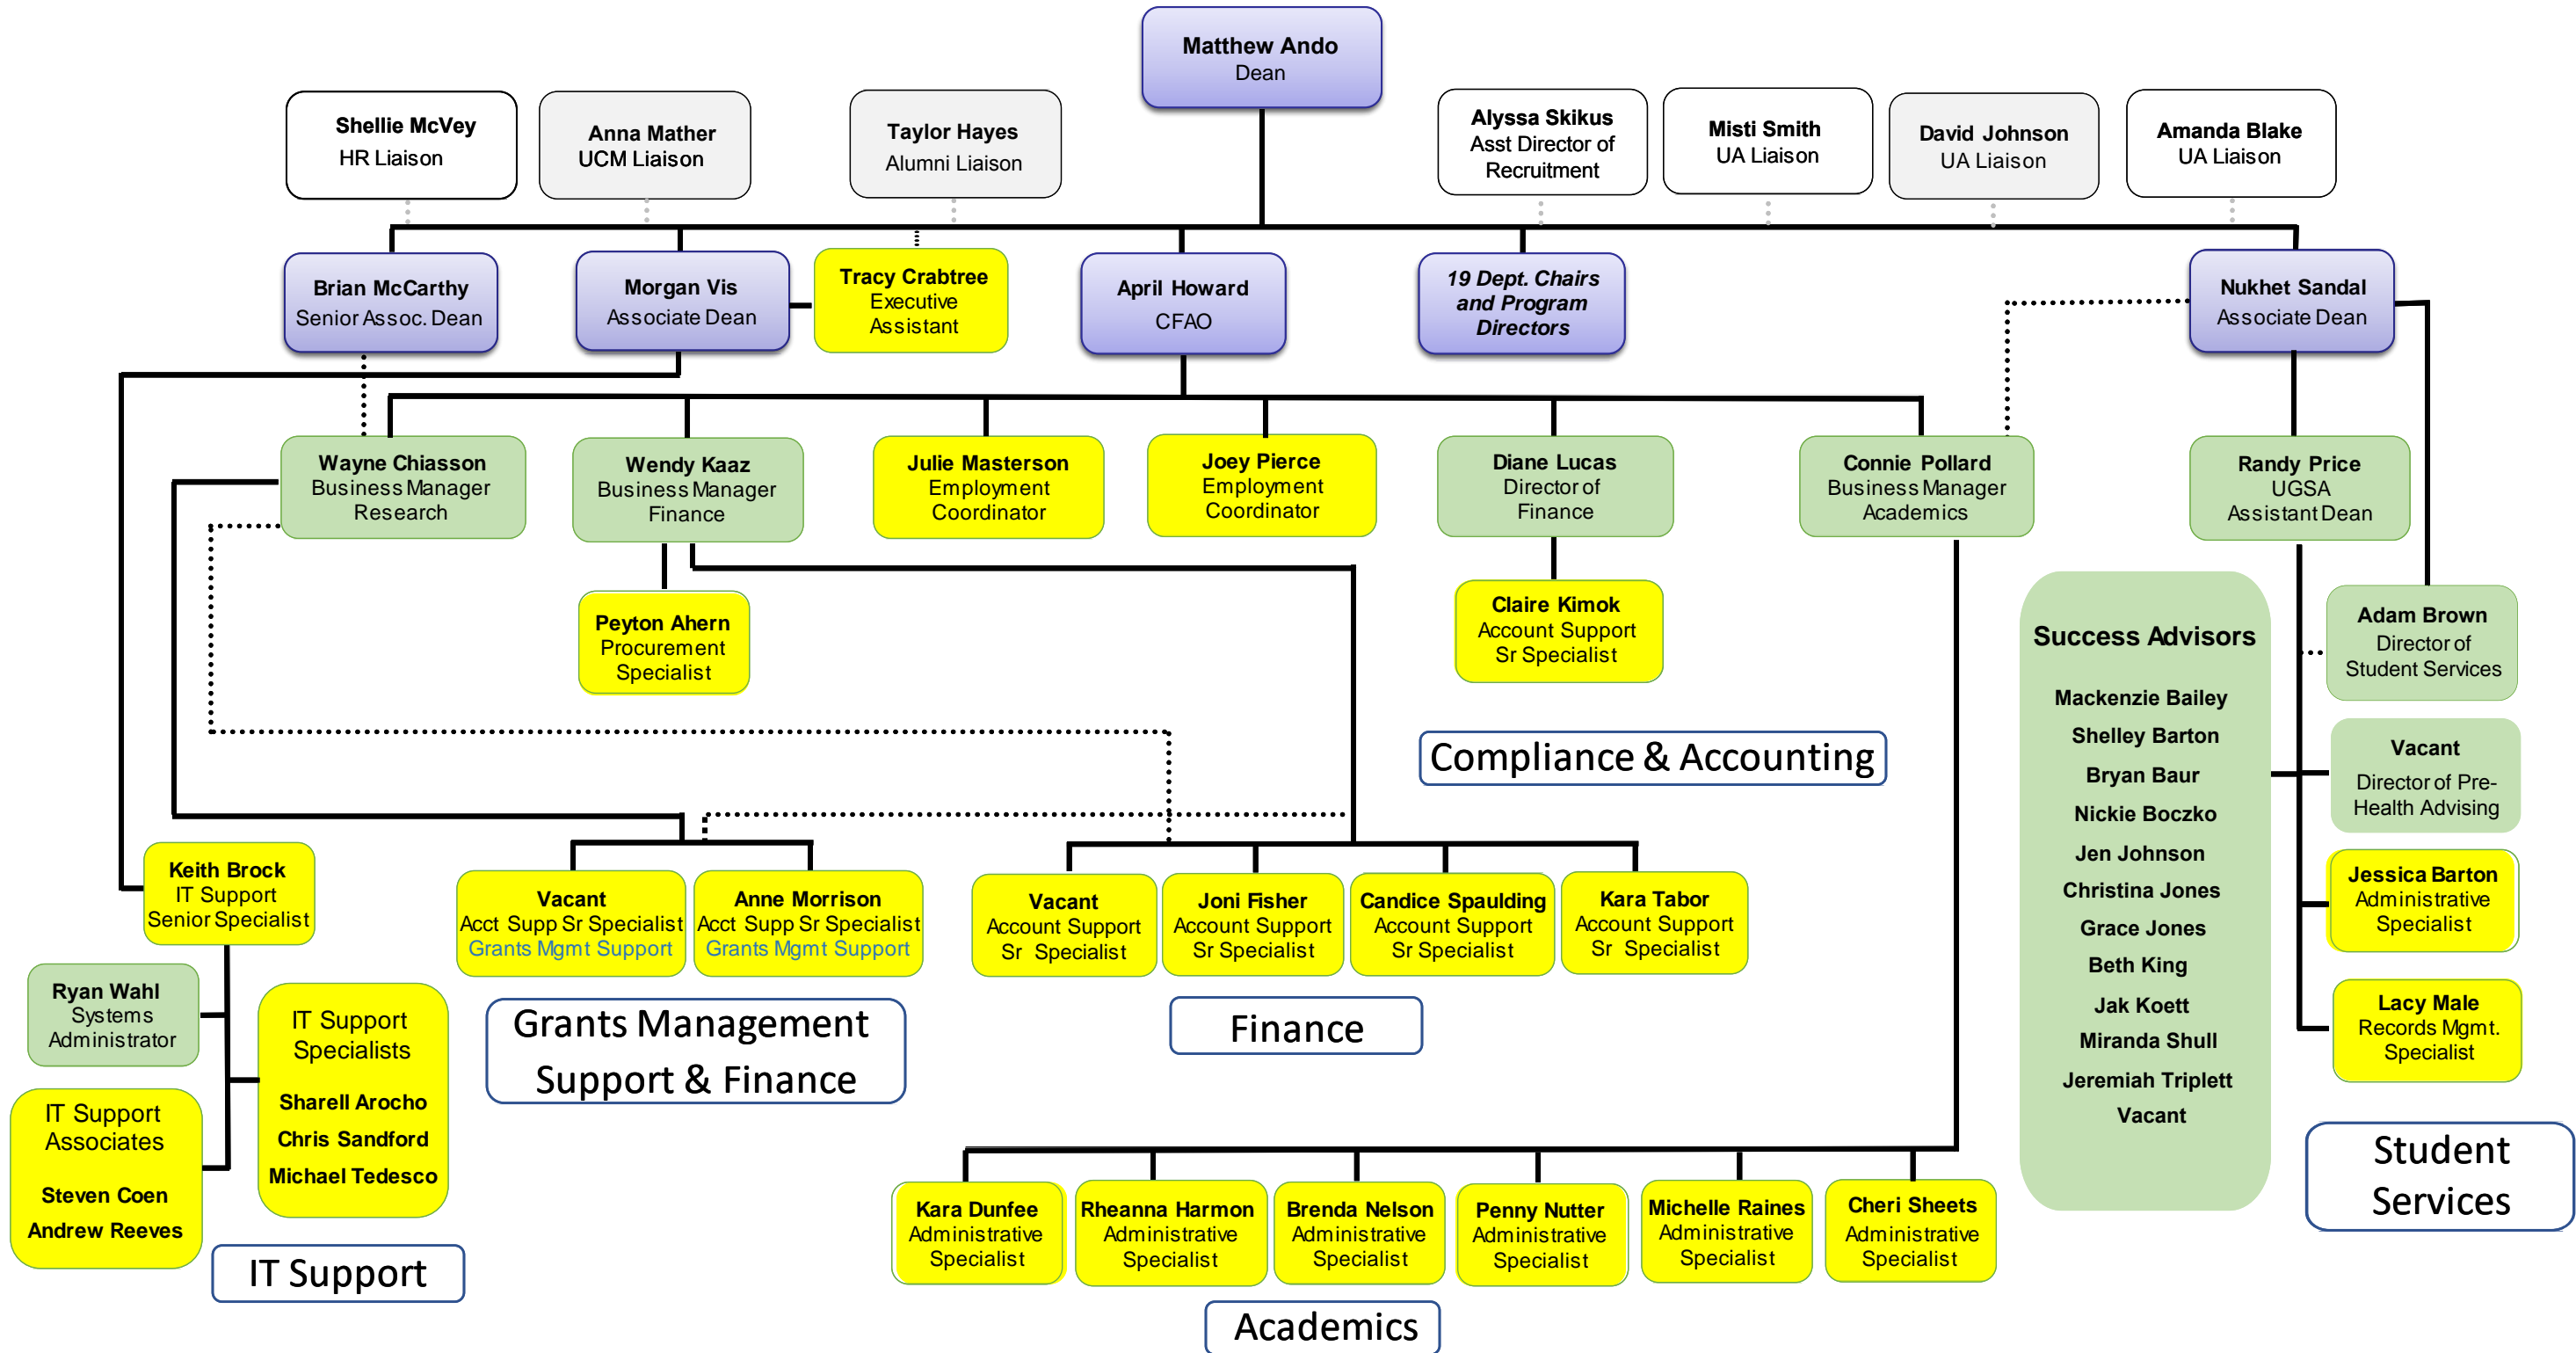 Matthew Ando
Dean
Shellie McVey
HR Liaison
Anna Mather
UCM Liaison
Taylor Hayes
Alumni Liaison
Alyssa Skikus
Asst Director of
Recruitment
Misti Smith
UA Liaison
David Johnson
UA Liaison
Amanda Blake
UA Liaison
Brian McCarthy
Senior Assoc. Dean
Morgan Vis
Associate Dean
Tracy Crabtree
Executive
Assistant
April Howard
CFAO
19 Dept. Chairs
and Program
Directors
Nukhet Sandal
Associate Dean
Wayne Chiasson
Business Manager
Research
Wendy Kaaz
Business Manager
Finance
Julie Masterson
Employment
Coordinator
Joey Pierce
Employment
Coordinator
Diane Lucas
Director of
Finance
Connie Pollard
Business Manager
Academics
Randy Price
UGSA
Assistant Dean
Peyton Ahern
Procurement
Specialist
Claire Kimok
Account Support
Sr Specialist
Success Advisors
Mackenzie Bailey
Shelley Barton
Bryan Baur
Nickie Boczko
Jen Johnson
Christina Jones
Grace Jones
Beth King
Jak Koett
Miranda Shull
Jeremiah Triplett
Vacant
Adam Brown
Director of
Student Services
Vacant
Director of Pre-
Health Advising
Jessica Barton
Administrative
Specialist
Lacy Male
Records Mgmt.
Specialist
Student
Services
Compliance & Accounting
Keith Brock
IT Support
Senior Specialist
Vacant
Acct Supp Sr Specialist
Grants Mgmt Support
Anne Morrison
Acct Supp Sr Specialist
Grants Mgmt Support
Vacant
Account Support
Sr Specialist
Joni Fisher
Account Support
Sr Specialist
Candice Spaulding
Account Support
Sr Specialist
Kara Tabor
Account Support
Sr Specialist
Ryan Wahl
Systems
Administrator
IT Support
Specialists
Sharell Arocho
Chris Sandford
Michael Tedesco
IT Support
Associates
Steven Coen
Andrew Reeves
IT Support
Grants Management
Support & Finance
Finance
Kara Dunfee
Administrative
Specialist
Rheanna Harmon
Administrative
Specialist
Brenda Nelson
Administrative
Specialist
Penny Nutter
Administrative
Specialist
Michelle Raines
Administrative
Specialist
Cheri Sheets
Administrative
Specialist
Academics